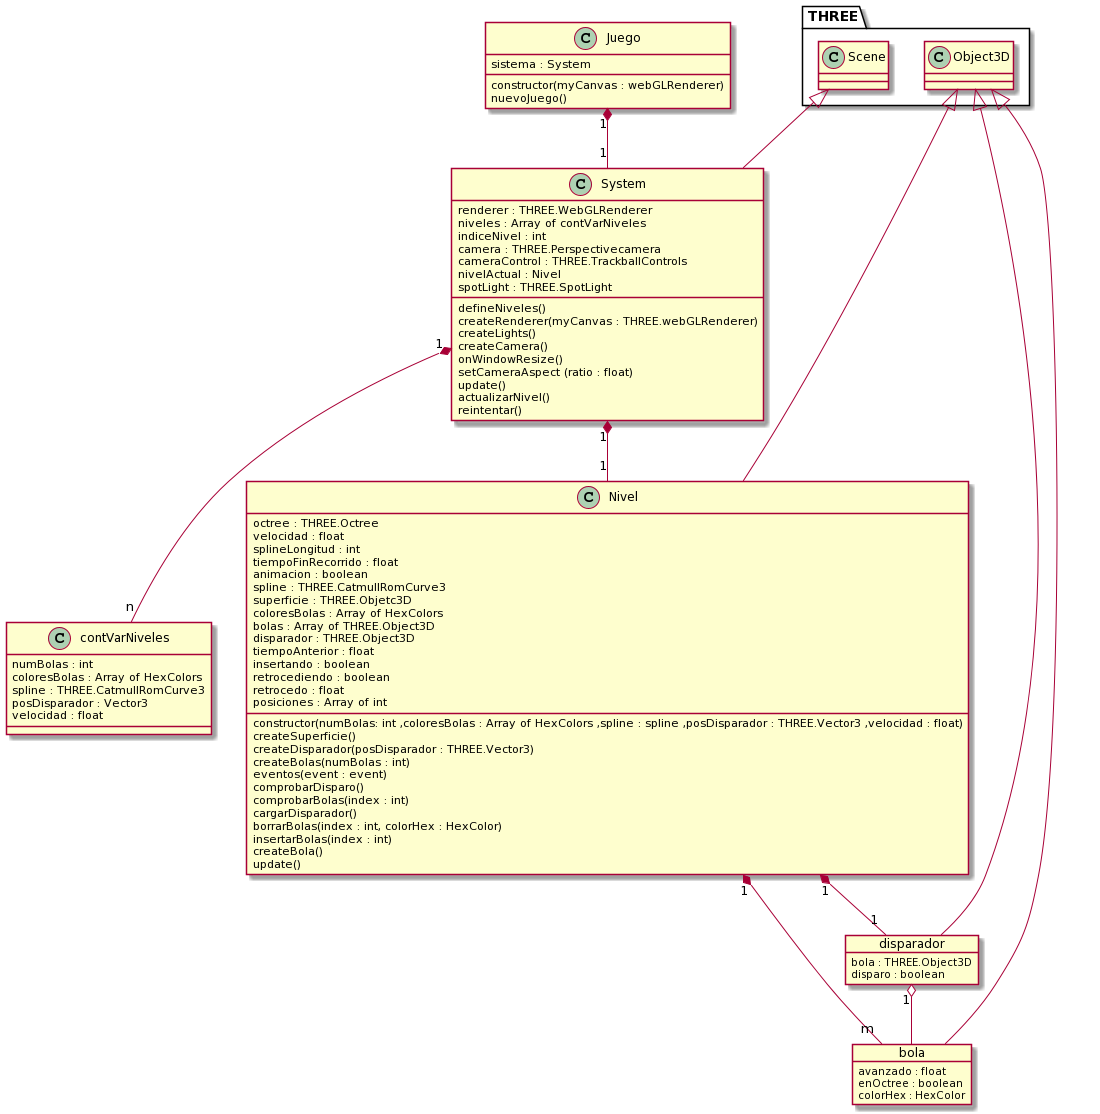 THREE
C Juego
sistema : System
constructor(myCanvas : webGLRenderer)
nuevoJuego()
C Scene
C Object3D
1
1
C System
renderer : THREE.WebGLRenderer
niveles : Array of contVarNiveles
indiceNivel : int
camera : THREE.Perspectivecamera
cameraControl : THREE.TrackballControls
nivelActual : Nivel
spotLight : THREE.SpotLight
defineNiveles()
createRenderer(myCanvas : THREE.webGLRenderer)
createLights()
createCamera()
onWindowResize()
setCameraAspect (ratio : float)
update()
actualizarNivel()
reintentar()
1
1
1
n
C Nivel
octree : THREE.Octree
velocidad : float
splineLongitud : int
tiempoFinRecorrido : float
animacion : boolean
spline : THREE.CatmullRomCurve3
superficie : THREE.Objetc3D
coloresBolas : Array of HexColors
bolas : Array of THREE.Object3D
disparador : THREE.Object3D
tiempoAnterior : float
insertando : boolean
retrocediendo : boolean
retrocedo : float
posiciones : Array of int
constructor(numBolas: int ,coloresBolas : Array of HexColors ,spline : spline ,posDisparador : THREE.Vector3 ,velocidad : float)
createSuperficie()
createDisparador(posDisparador : THREE.Vector3)
createBolas(numBolas : int)
eventos(event : event)
comprobarDisparo()
comprobarBolas(index : int)
cargarDisparador()
borrarBolas(index : int, colorHex : HexColor)
insertarBolas(index : int)
createBola()
update()
C contVarNiveles
numBolas : int
coloresBolas : Array of HexColors
spline : THREE.CatmullRomCurve3
posDisparador : Vector3
velocidad : float
1
1
1
disparador
bola : THREE.Object3D
disparo : boolean
1
m
bola
avanzado : float
enOctree : boolean
colorHex : HexColor